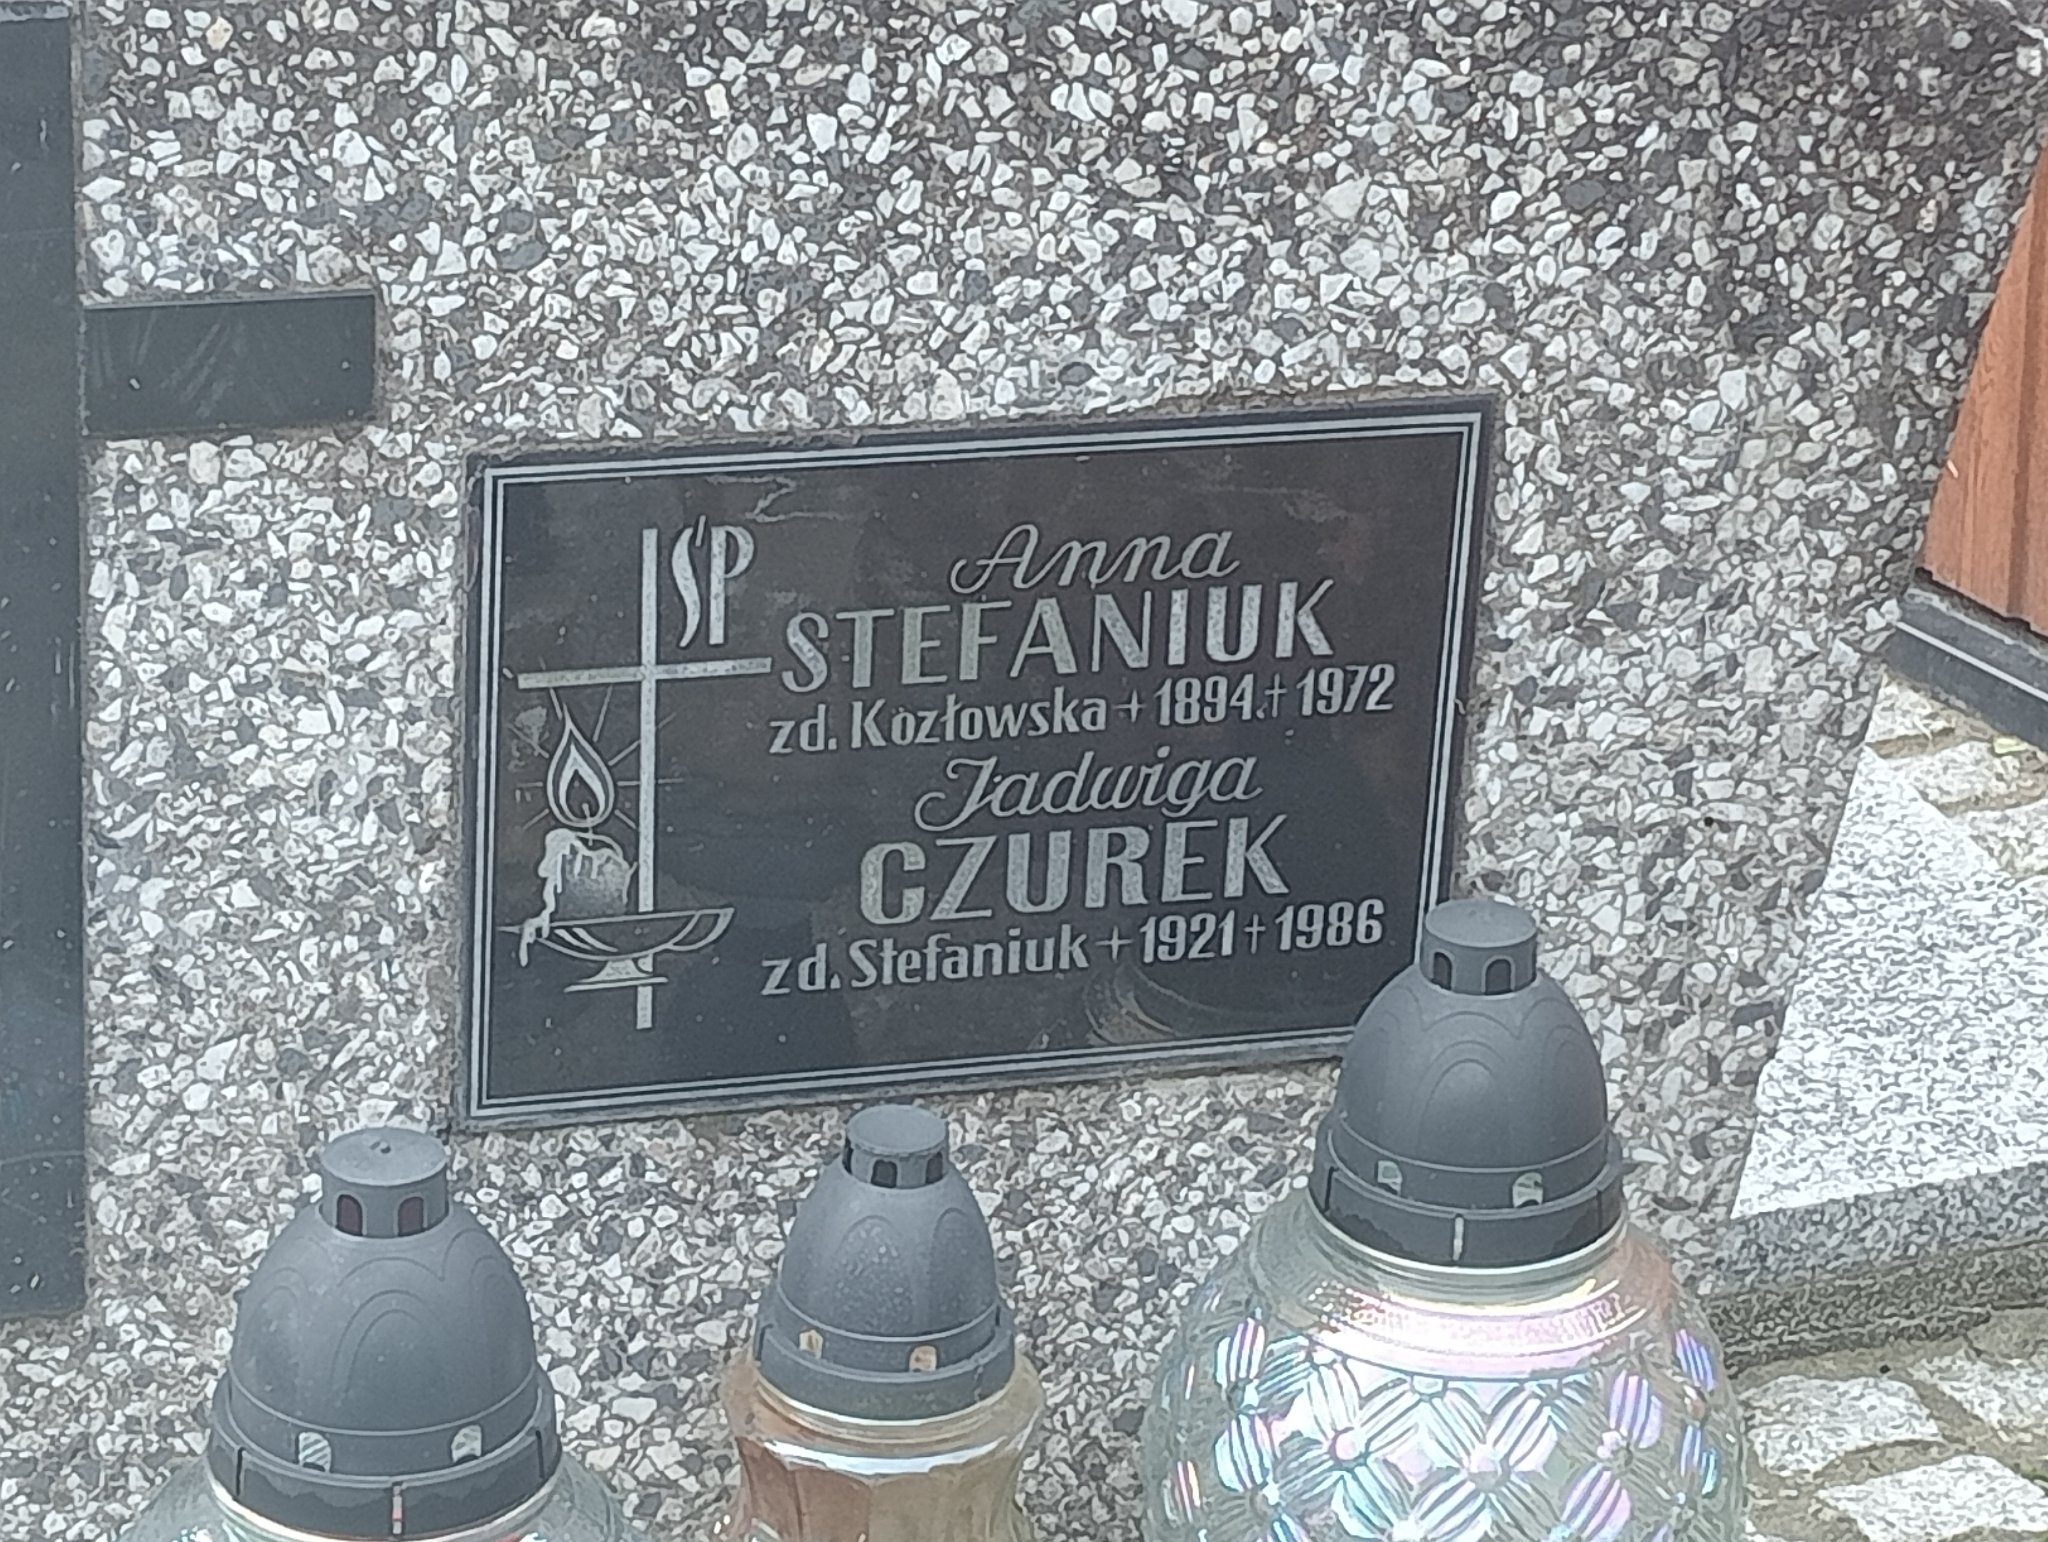 ŚP
Anna
STEFANIUK
zd. Kozłowska + 1894 † 1972
Jadwiga
CZUREK
zd. Stefaniuk + 1921 † 1986